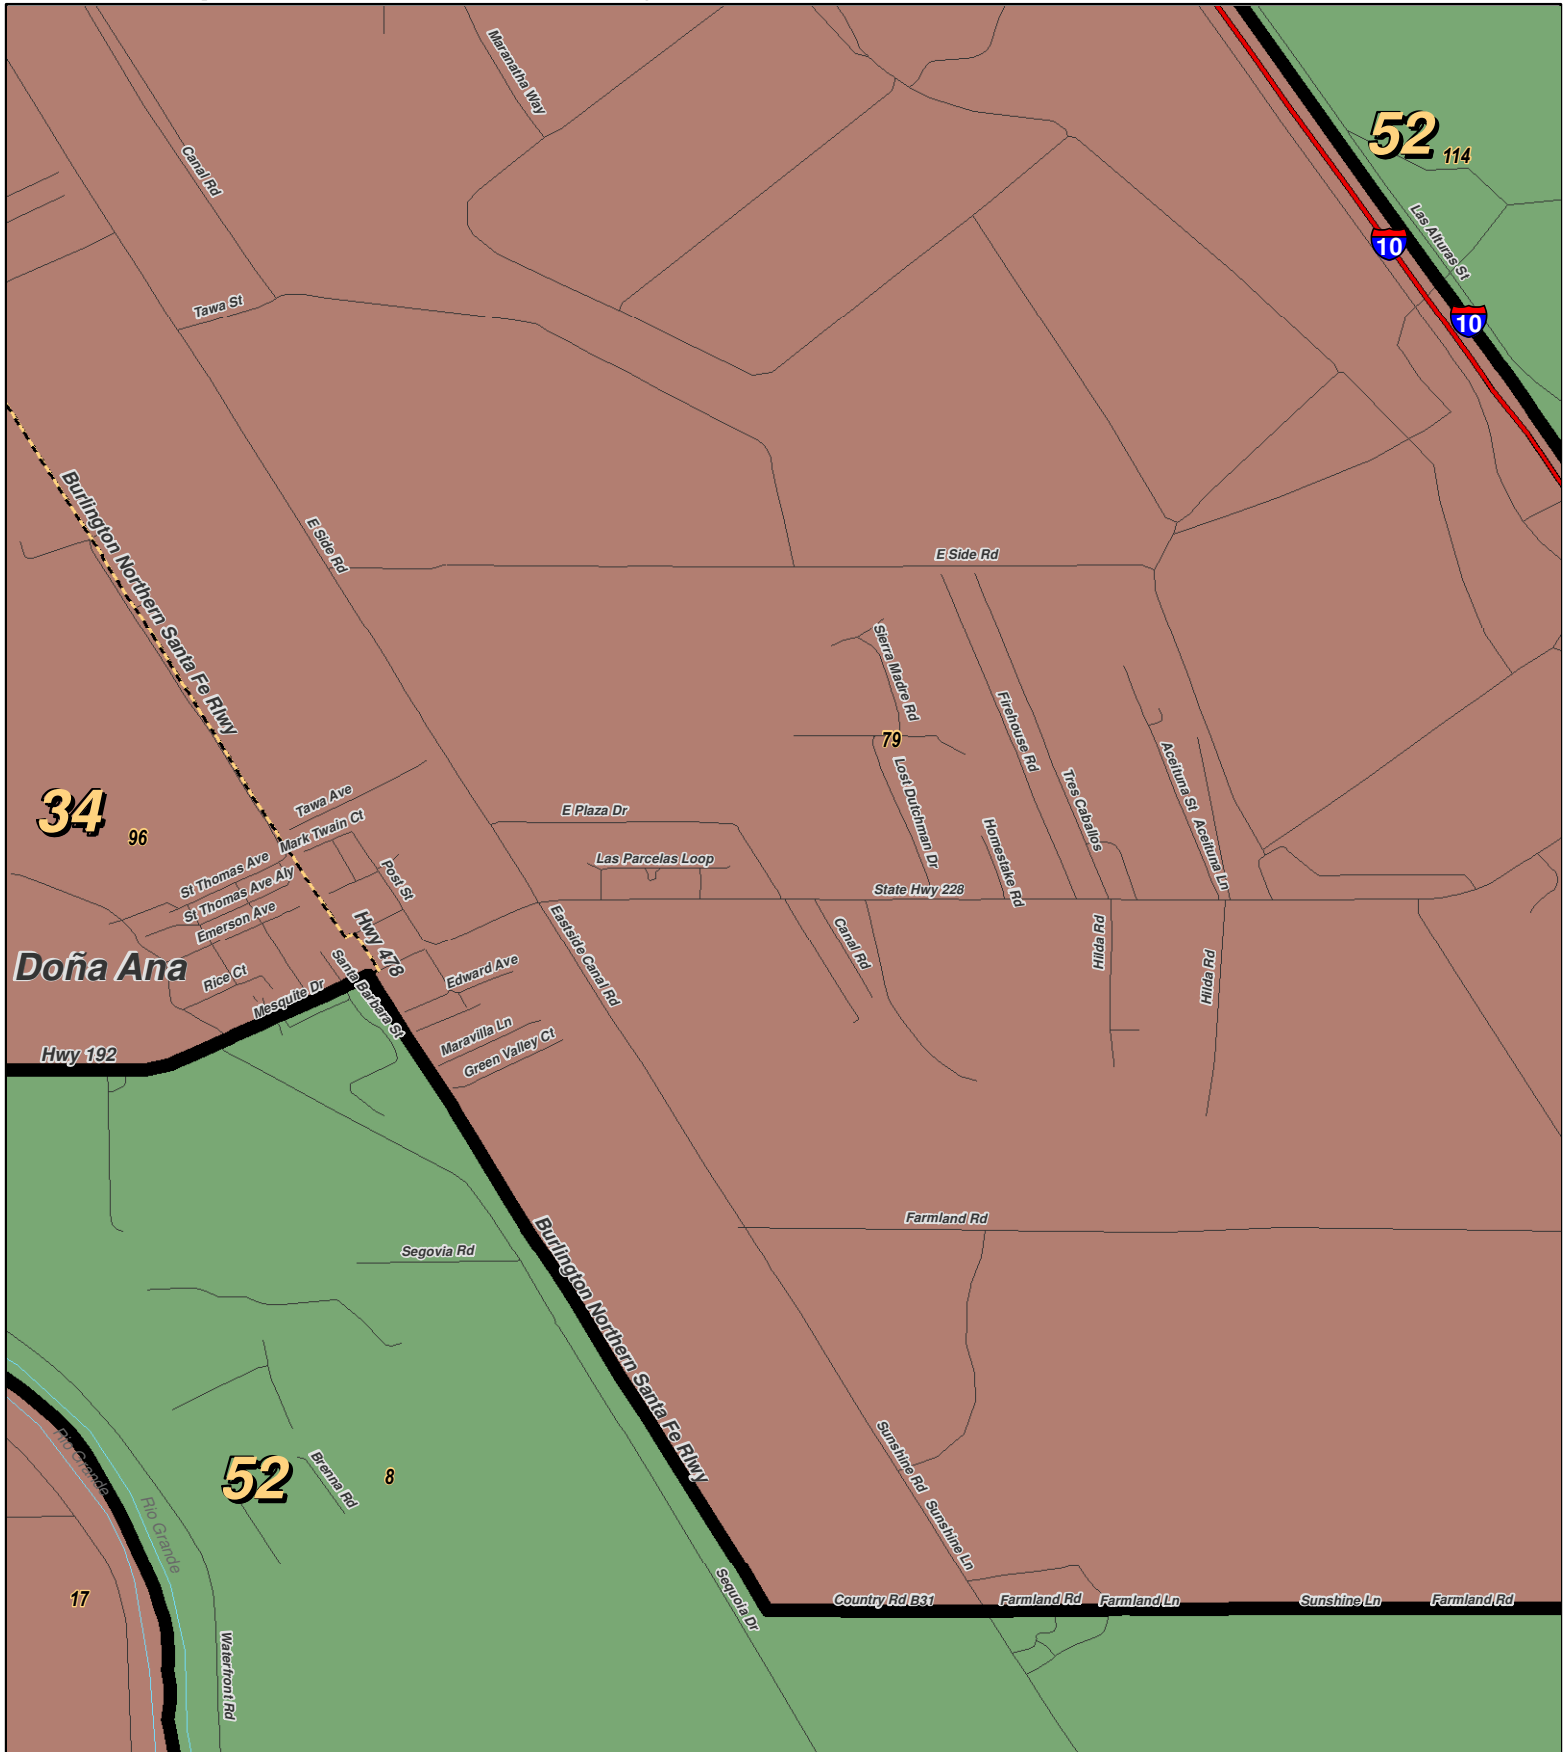 Maranatha Way
52
114
Canal Rd
Las Alturas St
10
10
Tawa St
Burlington Northern Santa Fe Rlwy
E Side Rd
E Side Rd
Sierra Madre Rd
Firehouse Rd
79
Aceituna St
Lost Dutchman Dr
Tres Caballos
34
96
Tawa Ave
E Plaza Dr
Mark Twain Ct
Homestake Rd
Aceituna Ln
St Thomas Ave
Post St
Las Parcelas Loop
St Thomas Ave Aly
State Hwy 228
Emerson Ave
Hwy 478
Eastside Canal Rd
Canal Rd
Hilda Rd
Hilda Rd
Doña Ana
Rice Ct
Santa Barbara St
Edward Ave
Mesquite Dr
Maravilla Ln
Green Valley Ct
Hwy 192
Farmland Rd
Segovia Rd
Burlington Northern Santa Fe Rlwy
Rio Grande
Sunshine Rd
52
8
Brenna Rd
Rio Grande
Sunshine Ln
17
Sequoia Dr
Country Rd B31
Farmland Rd
Farmland Ln
Sunshine Ln
Farmland Rd
Waterfront Rd